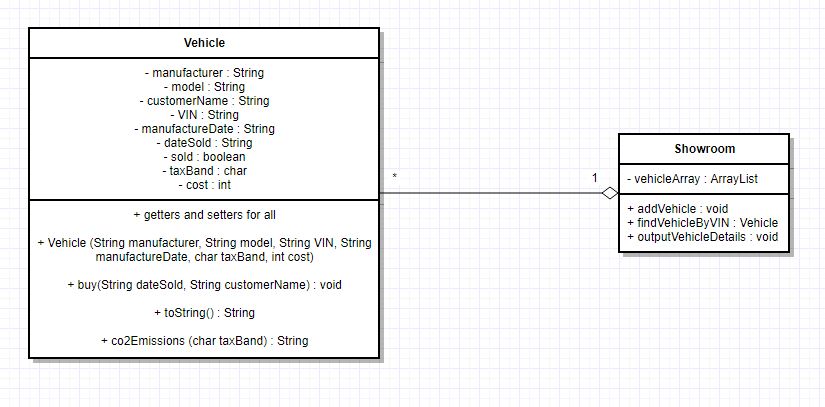 Vehicle
- manufacturer : String
- model : String
- customerName : String
- VIN : String
- manufactureDate : String
- dateSold : String
- sold : boolean
- taxBand : char
- cost : int
+ getters and setters for all
+ Vehicle (String manufacturer, String model, String VIN, String
manufactureDate, char taxBand, int cost)
+ buy(String dateSold, String customerName) : void
+ toString() : String
+ co2Emissions (char taxBand) : String
*
1
Showroom
- vehicleArray : ArrayList
+ addVehicle : void
+ findVehicleByVIN : Vehicle
+ outputVehicleDetails : void